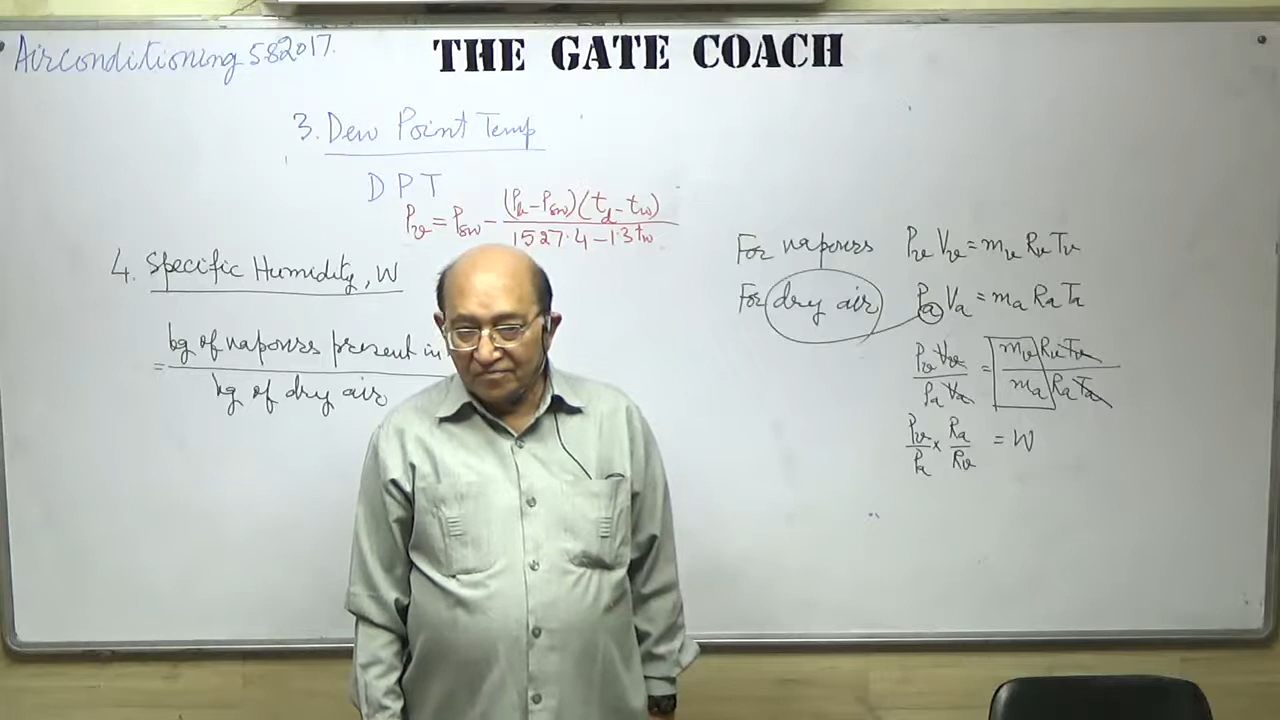 Airconditioning 582017.
THE GATE COACH
3. Dew Point Temp
DPT
Pv = Psw - (Pb - Psw)(td - tw) / 1527.4 - 1.3 tw
4. Specific Humidity, W
= kg of vapours present in / kg of dry air
For vapours Pv Vv = mv Rv Tv
For dry air Pa Va = ma Ra Ta
Pv Vv / Pa Va = mv Rv Tv / ma Ra Ta
Pv / Pa × Ra / Rv = W